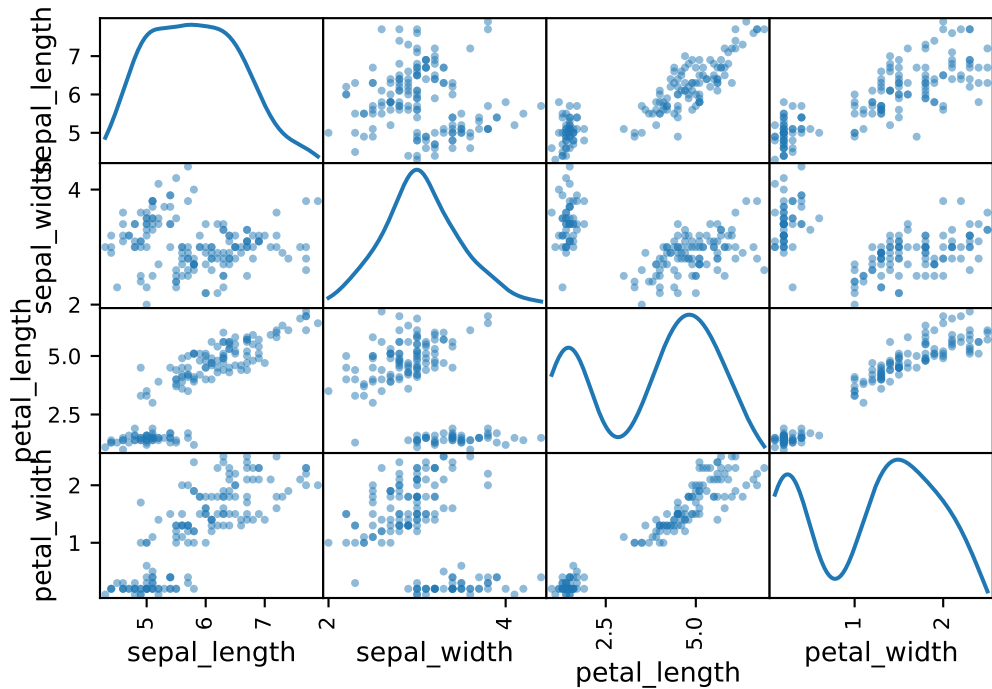 sepal_length
7
6
5
sepal_width
4
2
petal_length
5.0
2.5
petal_width
2
1
5 6 7 2 4 2.5 5.0 1 2
sepal_length sepal_width petal_length petal_width